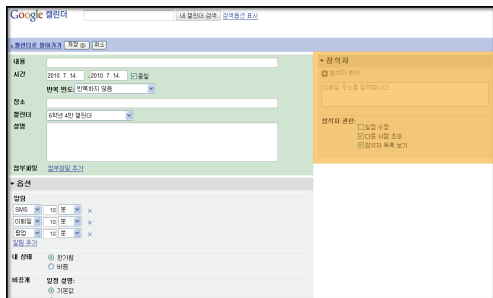 Google 캘린더
내 캘린더 검색 검색옵션 표시
« 캘린더로 돌아가기 저장 취소
내용
시간 2010. 7. 14. - 2010. 7. 14. 종일
반복 빈도: 반복하지 않음
장소
캘린더 6학년 4반 캘린더
설명
첨부파일 첨부파일 추가
▼ 참석자
참석자 추가
이메일 주소를 입력합니다.
참석자 권한:
일정 수정
다른 사람 초대
참석자 목록 보기
▼ 옵션
알림
SMS 10 분 ×
이메일 10 분 ×
팝업 10 분 ×
알림 추가
내 상태 한가함
바쁨
비공개 일정 설명:
기본값